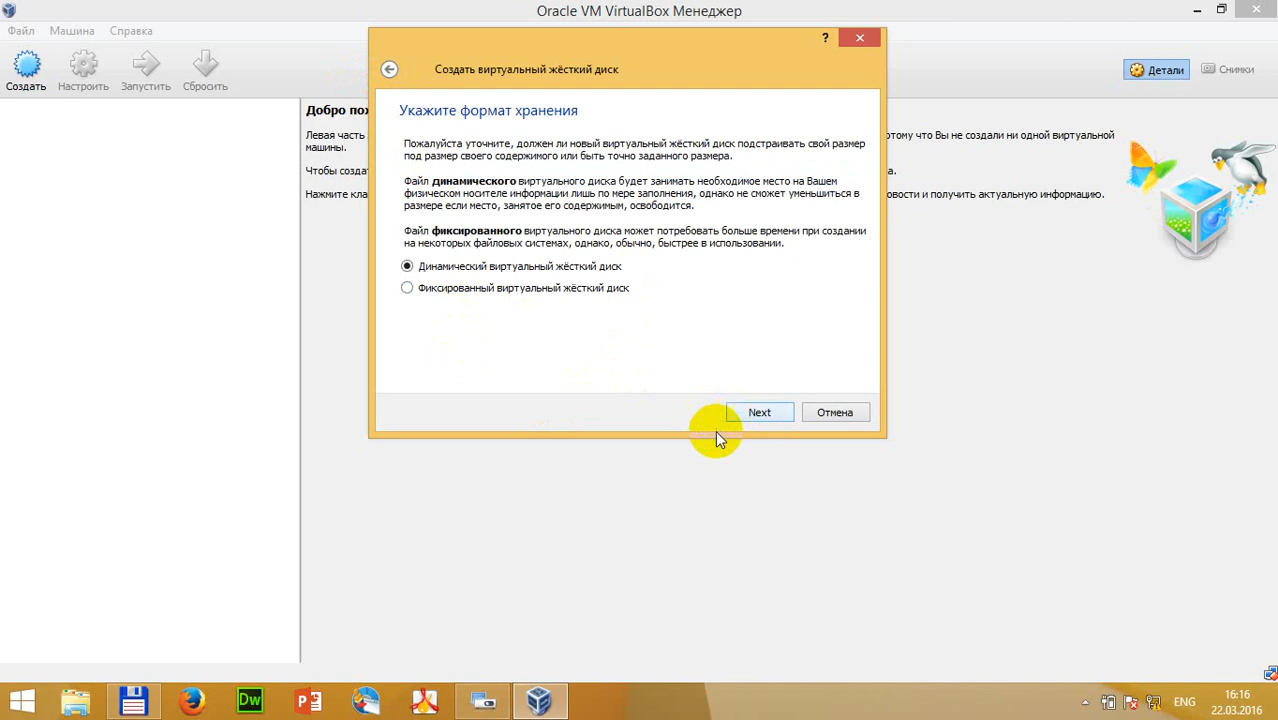 Oracle VM VirtualBox Менеджер
Файл Машина Справка
Создать Настроить Запустить Сбросить
Детали Снимки
?
Создать виртуальный жёсткий диск
Укажите формат хранения
Пожалуйста уточните, должен ли новый виртуальный жёсткий диск подстраивать свой размер
под размер своего содержимого или быть точно заданного размера.
Файл динамического виртуального диска будет занимать необходимое место на Вашем
физическом носителе информации лишь по мере заполнения, однако не сможет уменьшиться в
размере если место, занятое его содержимым, освободится.
Файл фиксированного виртуального диска может потребовать больше времени при создании
на некоторых файловых системах, однако, обычно, быстрее в использовании.
Динамический виртуальный жёсткий диск
Фиксированный виртуальный жёсткий диск
Next Отмена
Добро
Левая часть
тому что Вы не создали ни одной виртуальной
машины.
Чтобы созда
Нажмите кла
овости и получить актуальную информацию.
Dw
ENG
16:16
22.03.2016